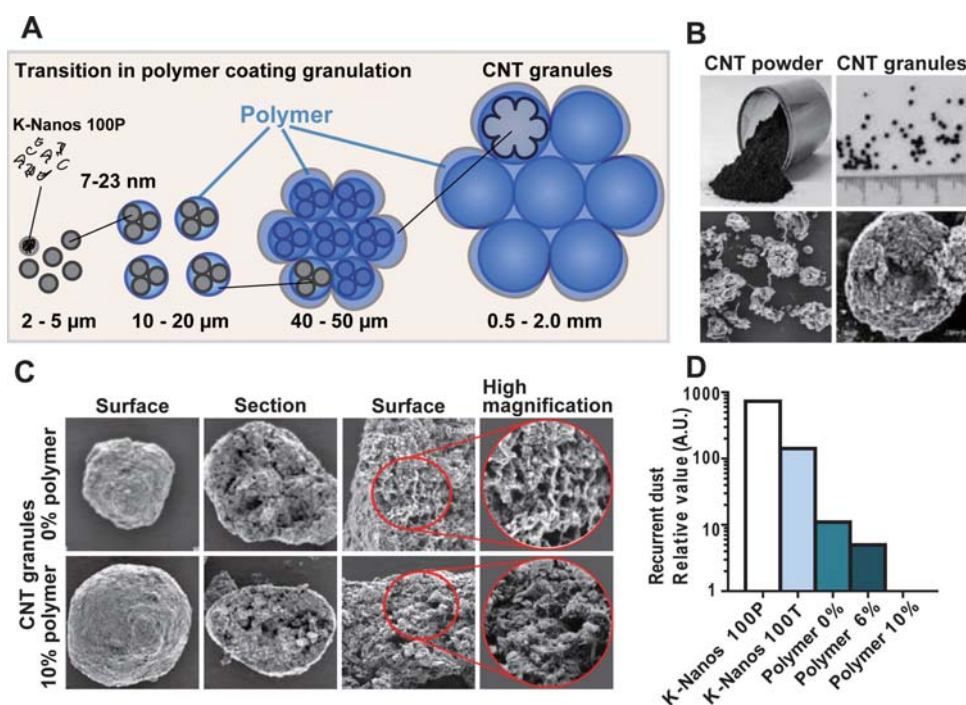 A
Transition in polymer coating granulation
CNT granules
K-Nanos 100P
Polymer
7-23 nm
2 - 5 µm
10 - 20 µm
40 - 50 µm
0.5 - 2.0 mm
B
CNT powder
CNT granules
C
Surface
Section
Surface
High
magnification
CNT granules
0% polymer
10% polymer
D
Recurrent dust
Relative value (A.U.)
1000
100
10
1
K-Nanos 100P
K-Nanos 100T
Polymer 0%
Polymer 6%
Polymer 10%